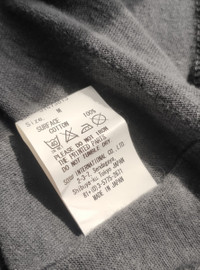 Size: M
SURFACE
COTTON 100%
PLEASE DO NOT IRON
THE PRINTED PARTS.
DO NOT TUMBLE DRY
INTERNATIONAL CO.,LTD.
Shibuya-ku Tokyo JAPAN
MADE IN JAPAN